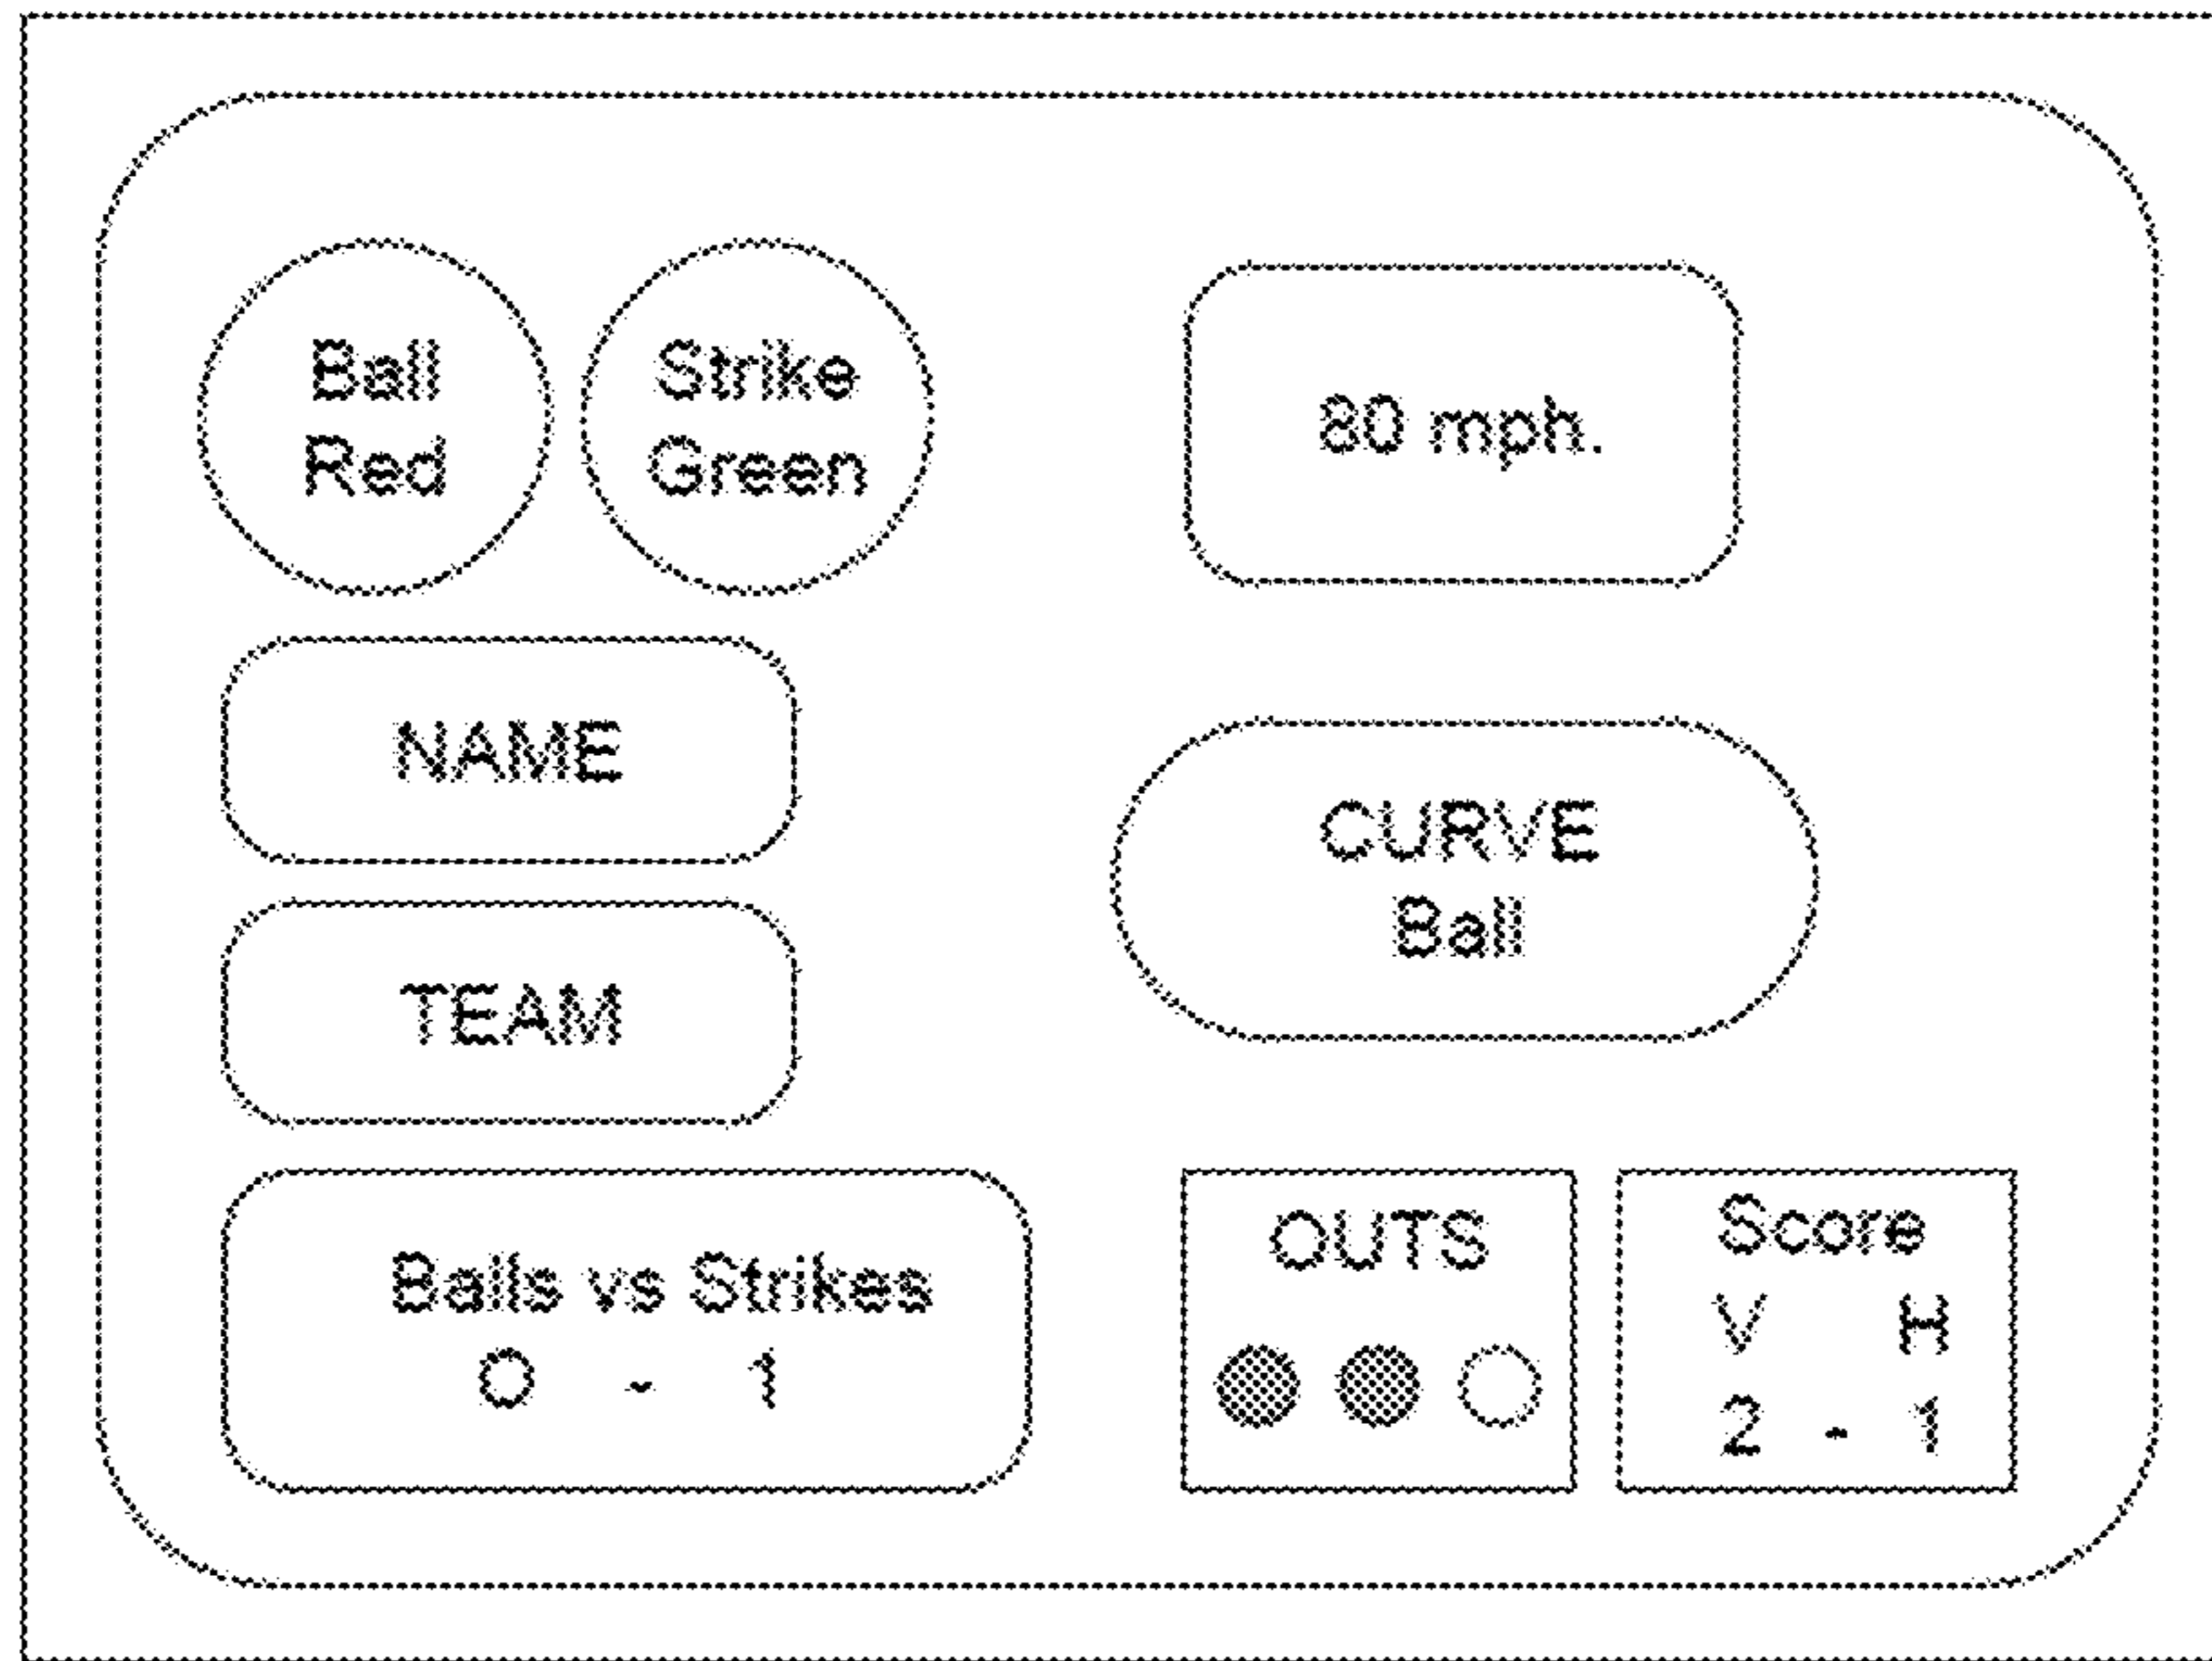 Ball
Red
Strike
Green
80 mph.
NAME
CURVE
Ball
TEAM
Balls vs Strikes
0 - 1
OUTS
Score
V H
2 - 1